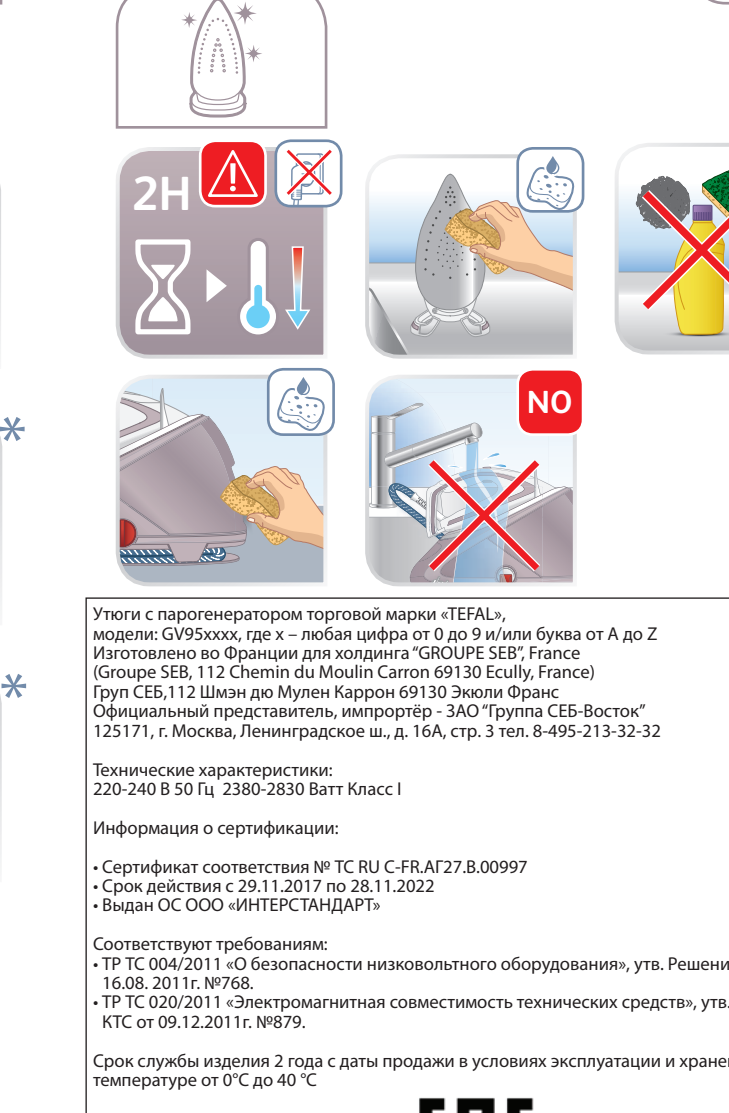 2H
NO
*
*
Утюги с парогенератором торговой марки «TEFAL»,
модели: GV95xxxx, где x – любая цифра от 0 до 9 и/или буква от А до Z
Изготовлено во Франции для холдинга “GROUPE SEB”, France
(Groupe SEB, 112 Chemin du Moulin Carron 69130 Ecully, France)
Груп СЕБ,112 Шмэн дю Мулен Каррон 69130 Экюли Франс
Официальный представитель, импрортёр - ЗАО “Группа СЕБ-Восток”
125171, г. Москва, Ленинградское ш., д. 16А, стр. 3 тел. 8-495-213-32-32
Технические характеристики:
220-240 В 50 Гц 2380-2830 Ватт Класс I
Информация о сертификации:
• Сертификат соответствия № ТС RU C-FR.АГ27.В.00997
• Срок действия с 29.11.2017 по 28.11.2022
• Выдан ОС ООО «ИНТЕРСТАНДАРТ»
Соответствуют требованиям:
• ТР ТС 004/2011 «О безопасности низковольтного оборудования», утв. Решени
16.08. 2011г. №768.
• ТР ТС 020/2011 «Электромагнитная совместимость технических средств», утв.
КТС от 09.12.2011г. №879.
Срок службы изделия 2 года с даты продажи в условиях эксплуатации и хране
температуре от 0°C до 40 °C